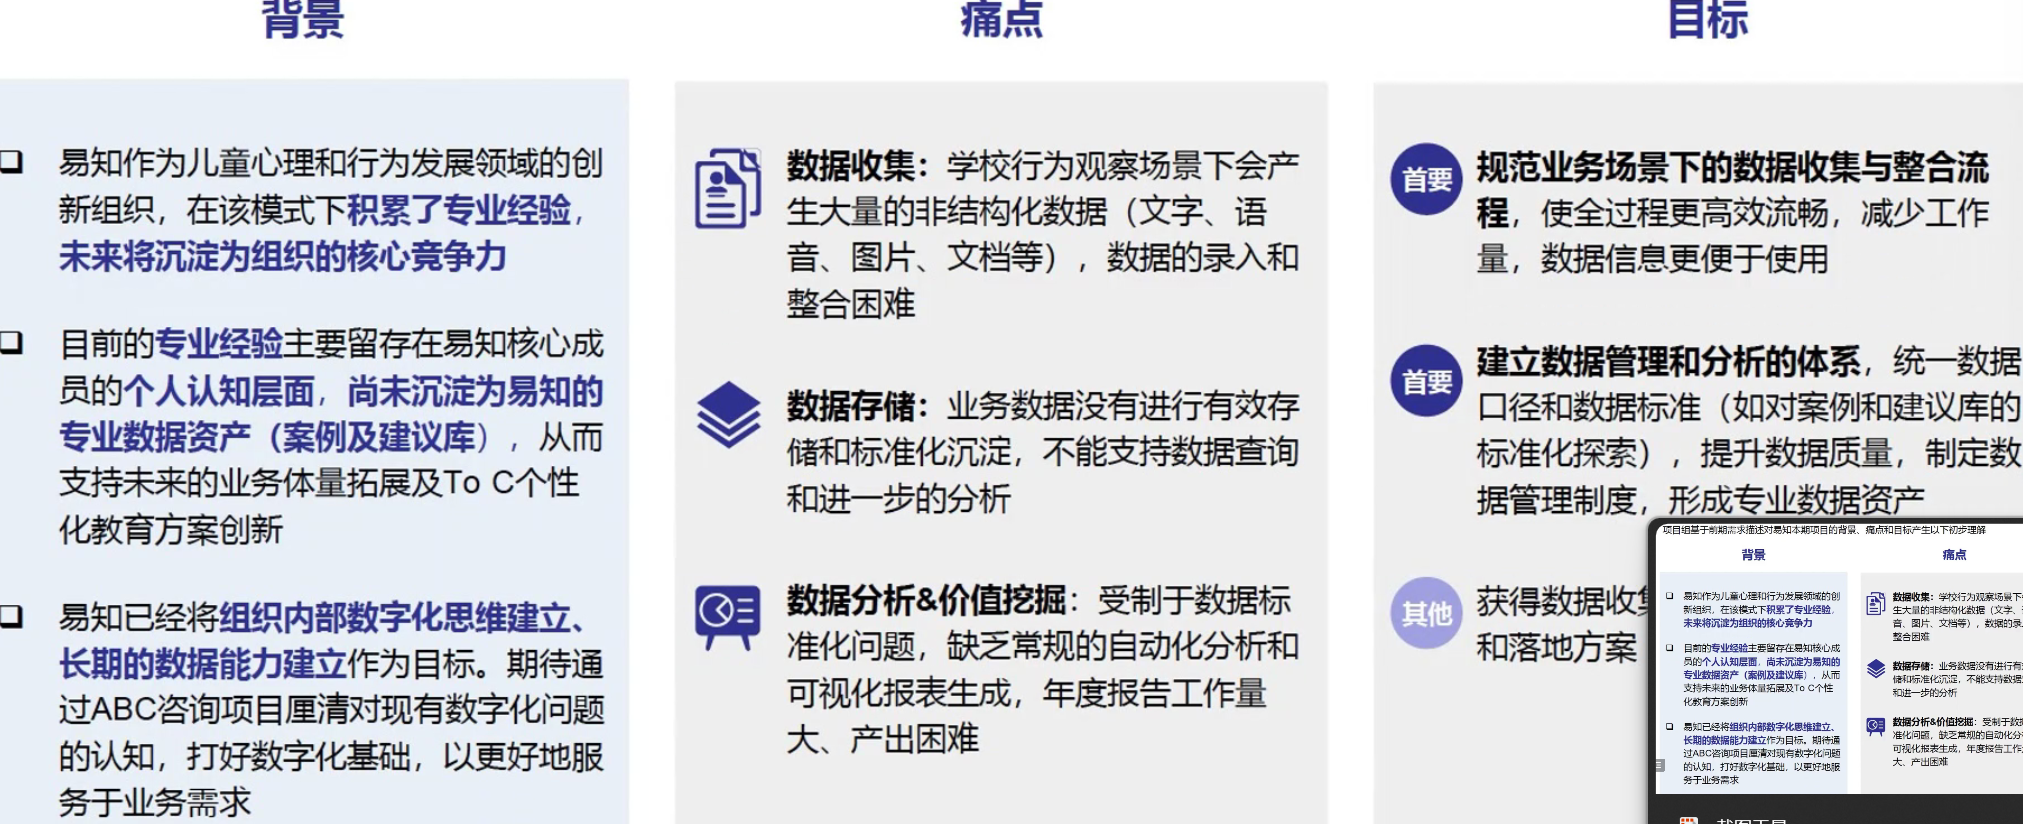 背景
易知作为儿童心理和行为发展领域的创
新组织，在该模式下积累了专业经验，
未来将沉淀为组织的核心竞争力
目前的专业经验主要留存在易知核心成
员的个人认知层面，尚未沉淀为易知的
专业数据资产（案例及建议库），从而
支持未来的业务体量拓展及To C个性
化教育方案创新
易知已经将组织内部数字化思维建立、
长期的数据能力建立作为目标。期待通
过ABC咨询项目厘清对现有数字化问题
的认知，打好数字化基础，以更好地服
务于业务需求
痛点
数据收集：学校行为观察场景下会产
生大量的非结构化数据（文字、语
音、图片、文档等），数据的录入和
整合困难
数据存储：业务数据没有进行有效存
储和标准化沉淀，不能支持数据查询
和进一步的分析
数据分析&价值挖掘：受制于数据标
准化问题，缺乏常规的自动化分析和
可视化报表生成，年度报告工作量
大、产出困难
目标
首要
规范业务场景下的数据收集与整合流
程，使全过程更高效流畅，减少工作
量，数据信息更便于使用
首要
建立数据管理和分析的体系，统一数据
口径和数据标准（如对案例和建议库的
标准化探索），提升数据质量，制定数
据管理制度，形成专业数据资产
其他
获得数据收集
和落地方案
项目组基于前期需求描述对易知本期项目的背景、痛点和目标产生以下初步理解
背景
易知作为儿童心理和行为发展领域的创
新组织，在该模式下积累了专业经验，
未来将沉淀为组织的核心竞争力
目前的专业经验主要留存在易知核心成
员的个人认知层面，尚未沉淀为易知的
专业数据资产（案例及建议库），从而
支持未来的业务体量拓展及To C个性
化教育方案创新
易知已经将组织内部数字化思维建立、
长期的数据能力建立作为目标。期待通
过ABC咨询项目厘清对现有数字化问题
的认知，打好数字化基础，以更好地服
务于业务需求
痛点
数据收集：学校行为观察场景下
生大量的非结构化数据（文字、
音、图片、文档等），数据的录
整合困难
数据存储：业务数据没有进行有
储和标准化沉淀，不能支持数据
和进一步的分析
数据分析&价值挖掘：受制于数
准化问题，缺乏常规的自动化分
可视化报表生成，年度报告工作
大、产出困难